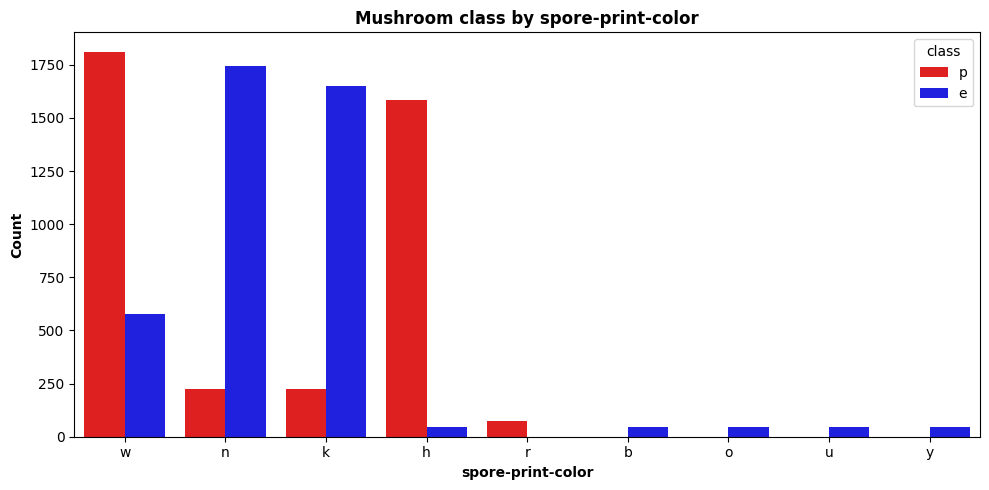 Mushroom class by spore-print-color
class
p
e
1750
1500
1250
1000
750
500
250
0
Count
w n k h r b o u y
spore-print-color